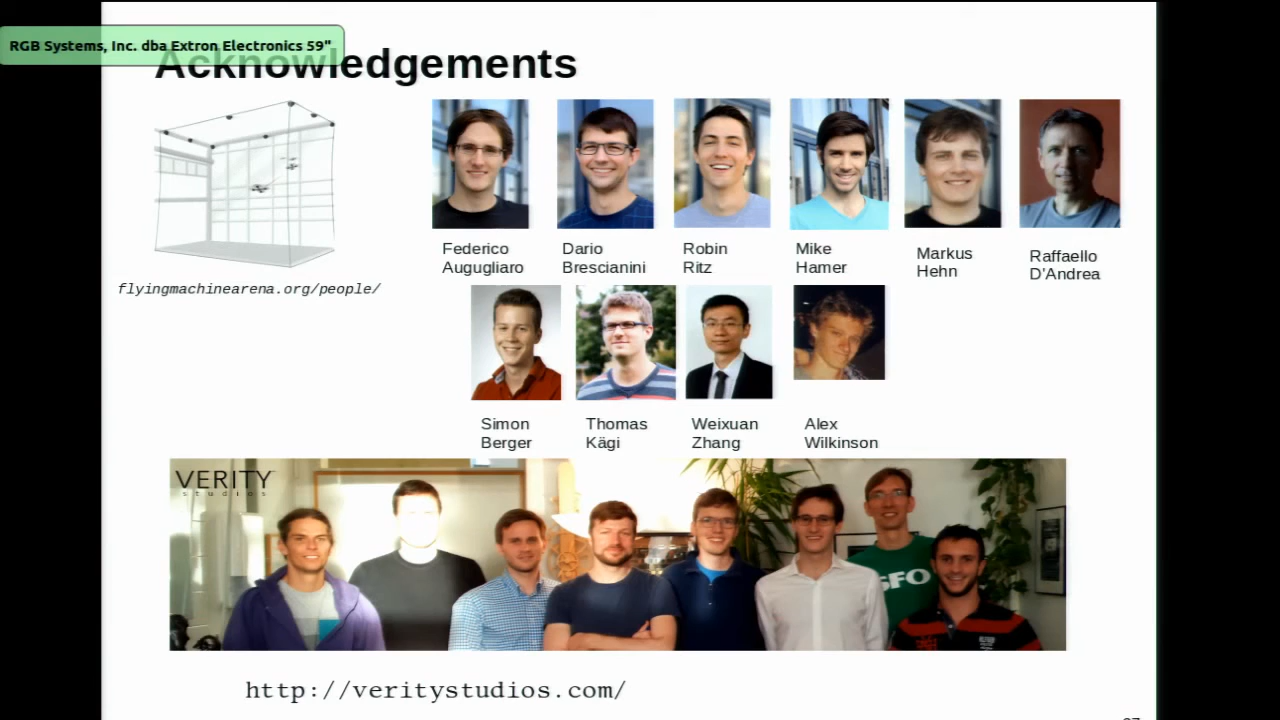 RGB Systems, Inc. dba Extron Electronics 59"
Acknowledgements
flyingmachinearena.org/people/
Federico
Augugliaro
Dario
Brescianini
Robin
Ritz
Mike
Hamer
Markus
Hehn
Raffaello
D'Andrea
Simon
Berger
Thomas
Kägi
Weixuan
Zhang
Alex
Wilkinson
VERITY
studios
SFO
http://veritystudios.com/